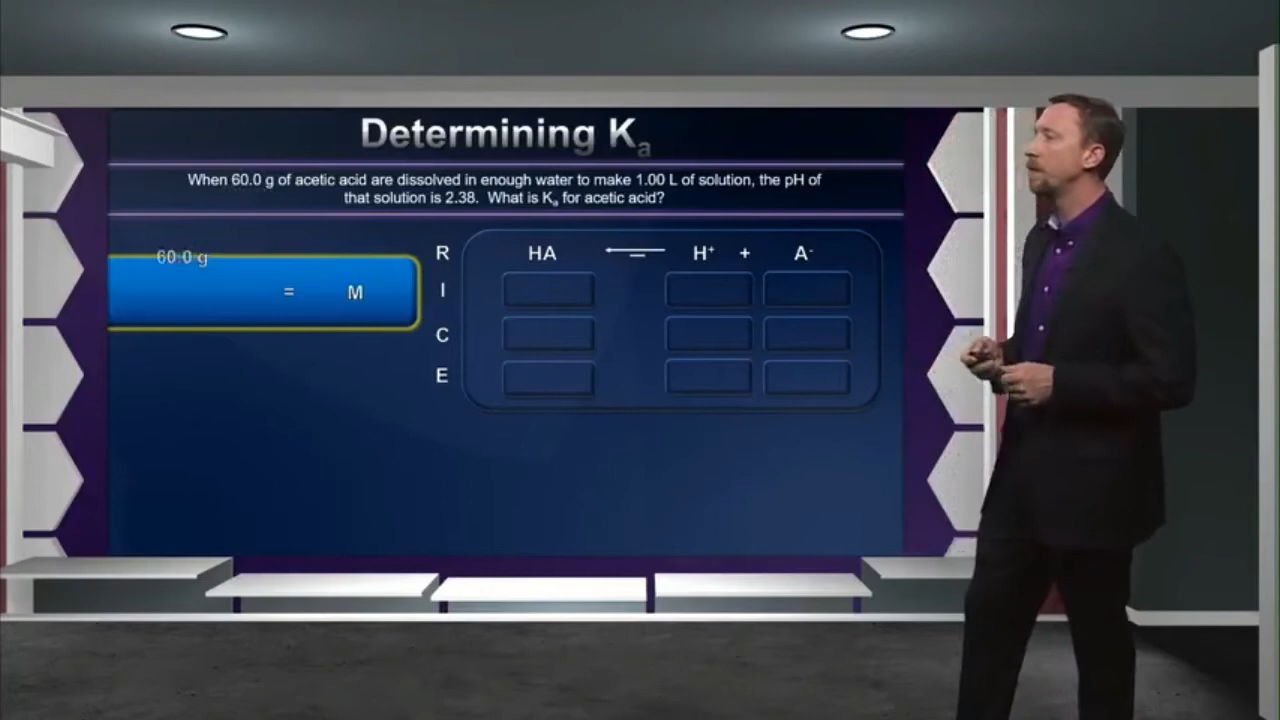 Determining Kₐ
When 60.0 g of acetic acid are dissolved in enough water to make 1.00 L of solution, the pH of
that solution is 2.38. What is Kₐ for acetic acid?
60.0 g
= M
R HA H⁺ + A⁻
I
C
E